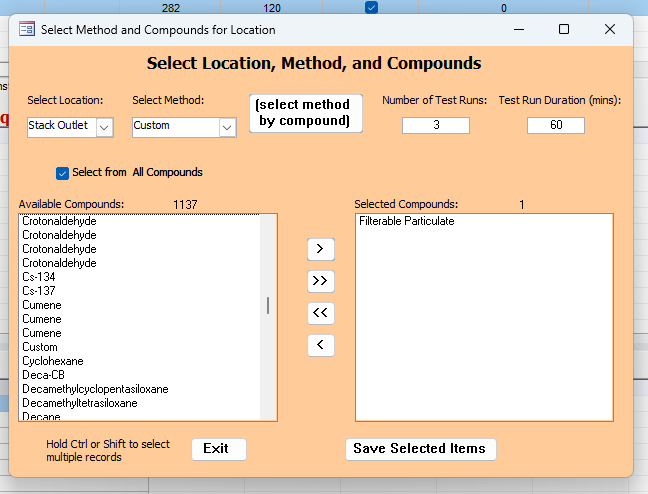 282 120 0
Select Method and Compounds for Location
Select Location, Method, and Compounds
Select Location: Select Method: (select method by compound) Number of Test Runs: Test Run Duration (mins):
Stack Outlet Custom 3 60
Select from All Compounds
Available Compounds: 1137
Crotonaldehyde
Crotonaldehyde
Crotonaldehyde
Crotonaldehyde
Cs-134
Cs-137
Cumene
Cumene
Cumene
Custom
Cyclohexane
Deca-CB
Decamethylcyclopentasiloxane
Decamethyltetrasiloxane
Decane
>
>>
<<
<
Selected Compounds: 1
Filterable Particulate
Hold Ctrl or Shift to select
multiple records
Exit
Save Selected Items